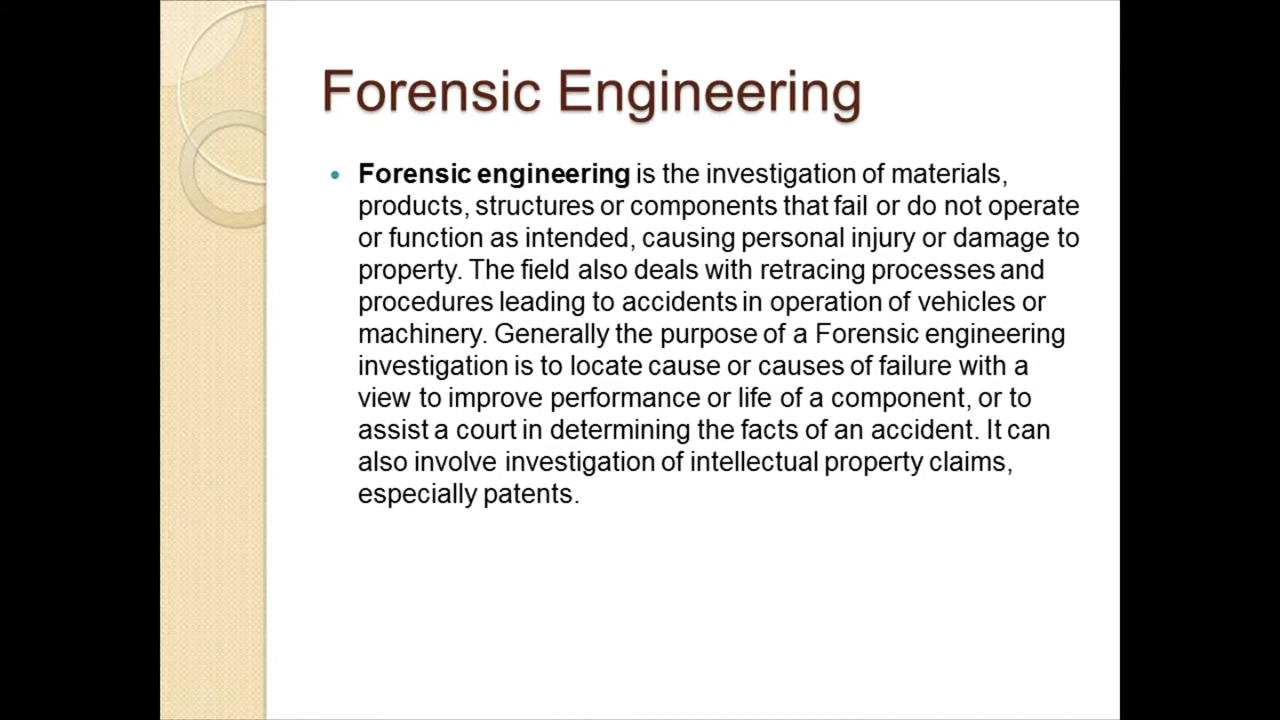 Forensic Engineering
• Forensic engineering is the investigation of materials,
products, structures or components that fail or do not operate
or function as intended, causing personal injury or damage to
property. The field also deals with retracing processes and
procedures leading to accidents in operation of vehicles or
machinery. Generally the purpose of a Forensic engineering
investigation is to locate cause or causes of failure with a
view to improve performance or life of a component, or to
assist a court in determining the facts of an accident. It can
also involve investigation of intellectual property claims,
especially patents.